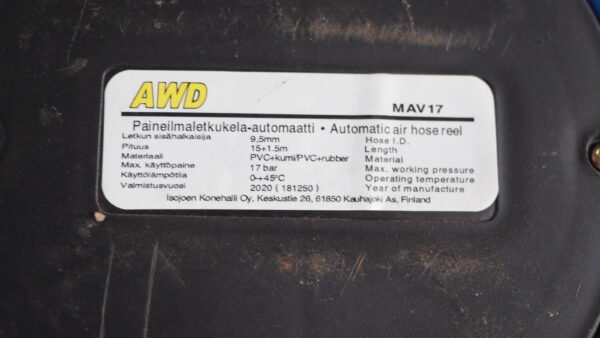 AWD
MAV17
Paineilmaletkukela-automaatti • Automatic air hose reel
Letkun sisähalkaisija 9,5mm Hose I.D.
Pituus 15+1.5m Length
Materiaali PVC+kumi/PVC+rubber Material
Max. käyttöpaine 17 bar Max. working pressure
Käyttölämpötila 0-+45ºC Operating temperature
Valmistusvuosi 2020 (181250) Year of manufacture
Isojoen Konehalli Oy, Keskustie 26, 61850 Kauhajoki As, Finland